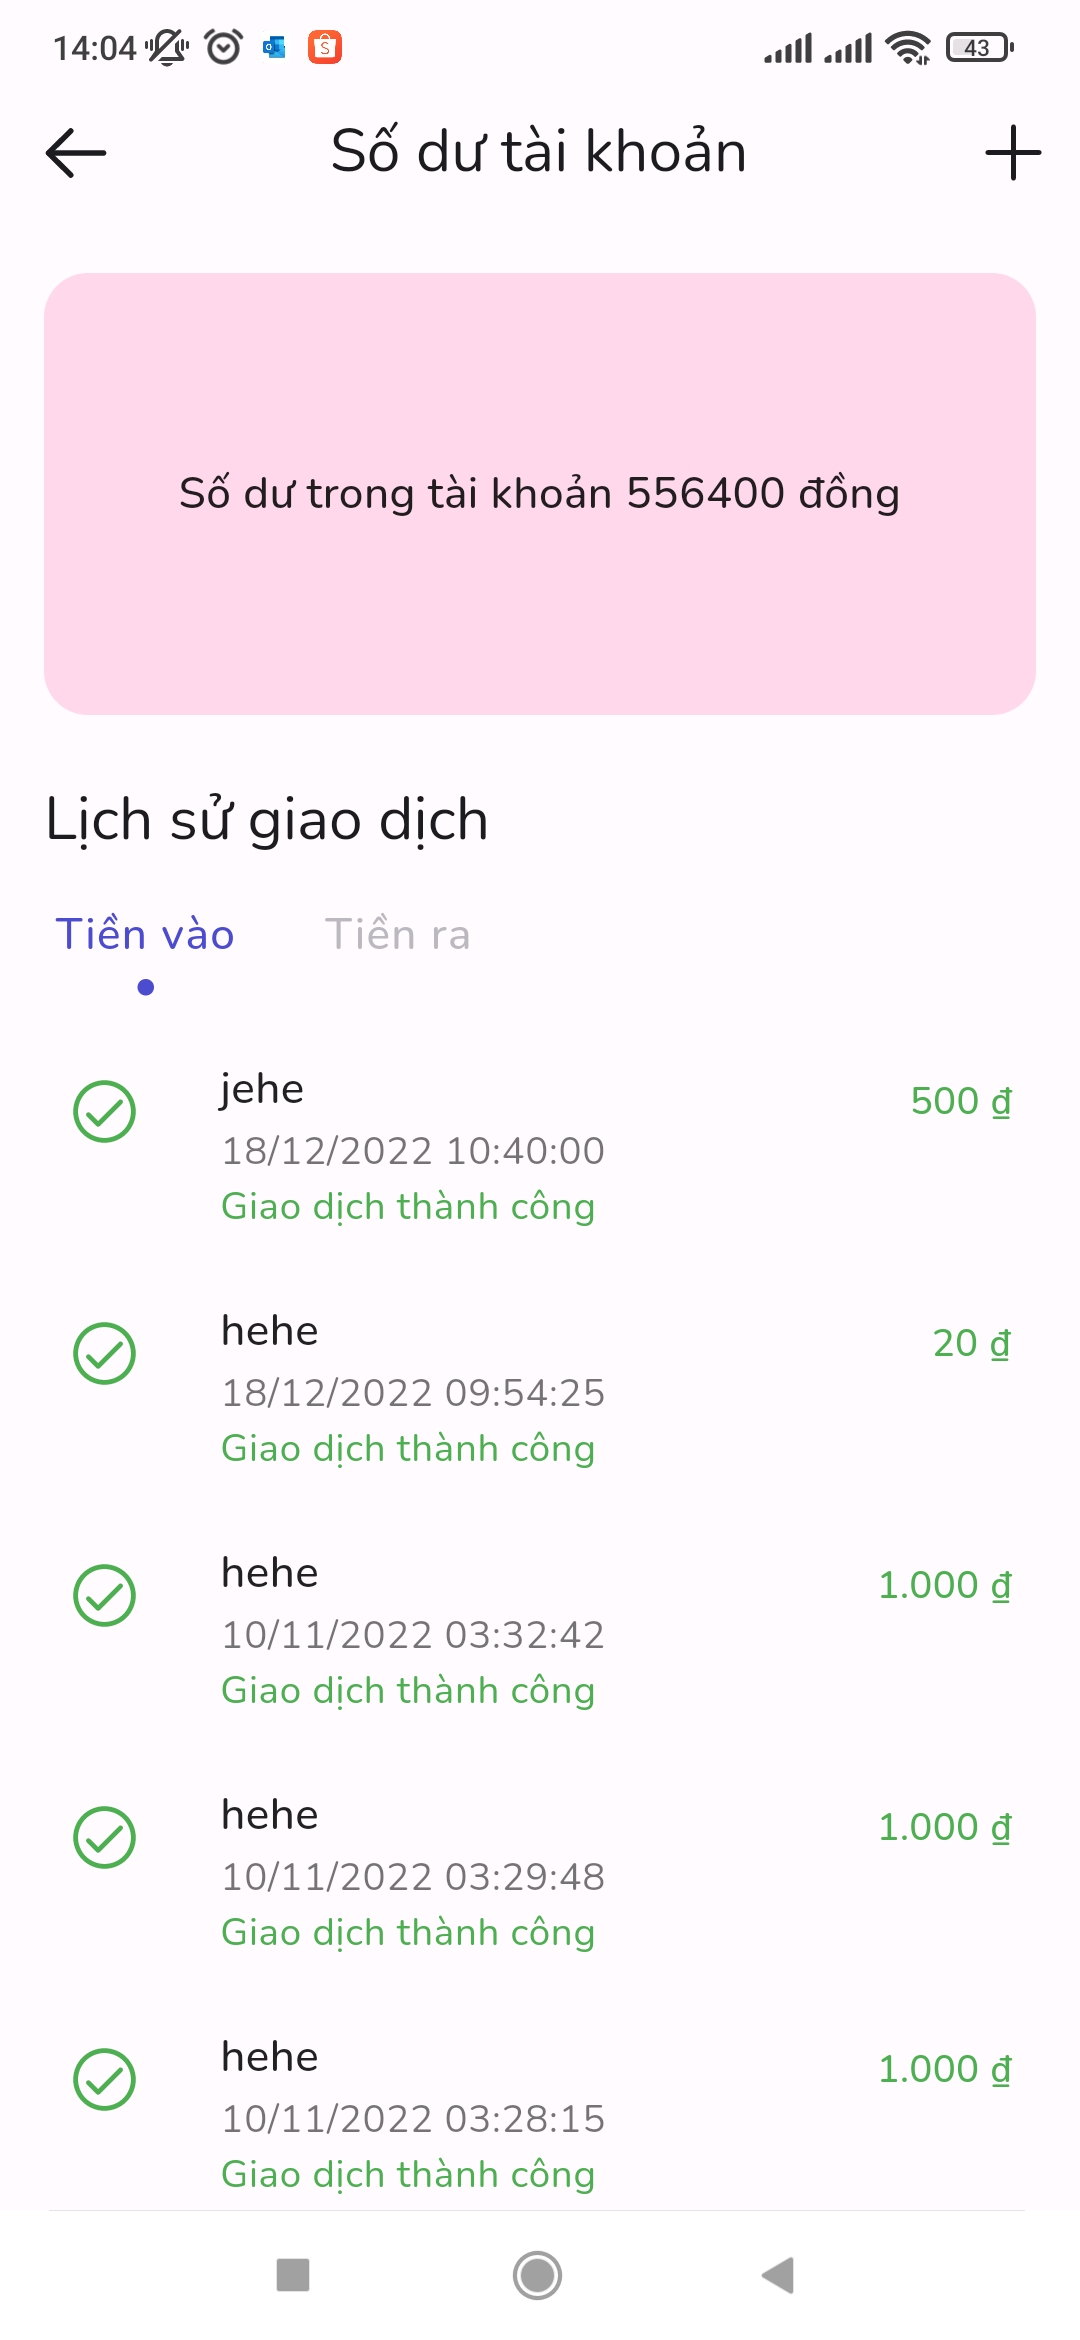 14:04
43
Số dư tài khoản
Số dư trong tài khoản 556400 đồng
Lịch sử giao dịch
Tiền vào
Tiền ra
jehe
500 ₫
18/12/2022 10:40:00
Giao dịch thành công
hehe
20 ₫
18/12/2022 09:54:25
Giao dịch thành công
hehe
1.000 ₫
10/11/2022 03:32:42
Giao dịch thành công
hehe
1.000 ₫
10/11/2022 03:29:48
Giao dịch thành công
hehe
1.000 ₫
10/11/2022 03:28:15
Giao dịch thành công